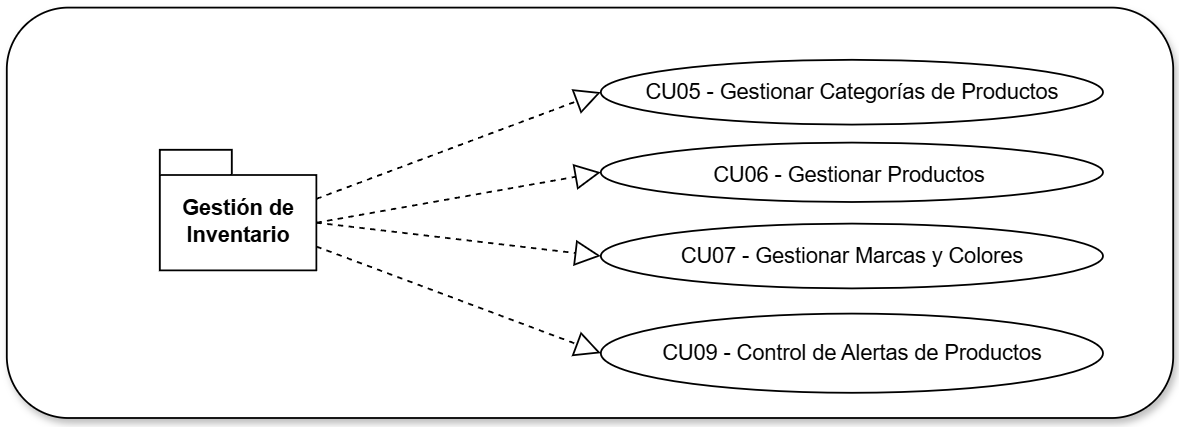 CU05 - Gestionar Categorías de Productos
CU06 - Gestionar Productos
Gestión de
Inventario
CU07 - Gestionar Marcas y Colores
CU09 - Control de Alertas de Productos